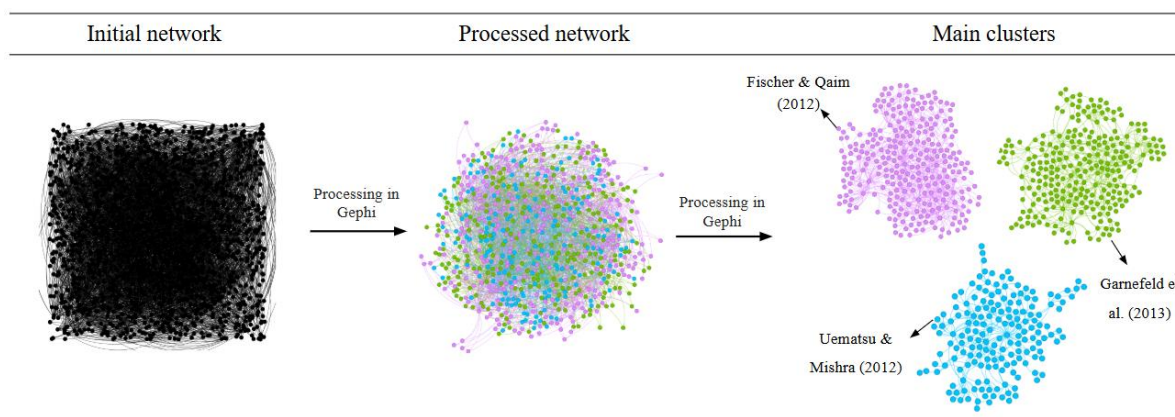 Initial network
Processed network
Main clusters
Fischer & Qaim
(2012)
Processing in
Gephi
Processing in
Gephi
Garnefeld e
al. (2013)
Uematsu &
Mishra (2012)